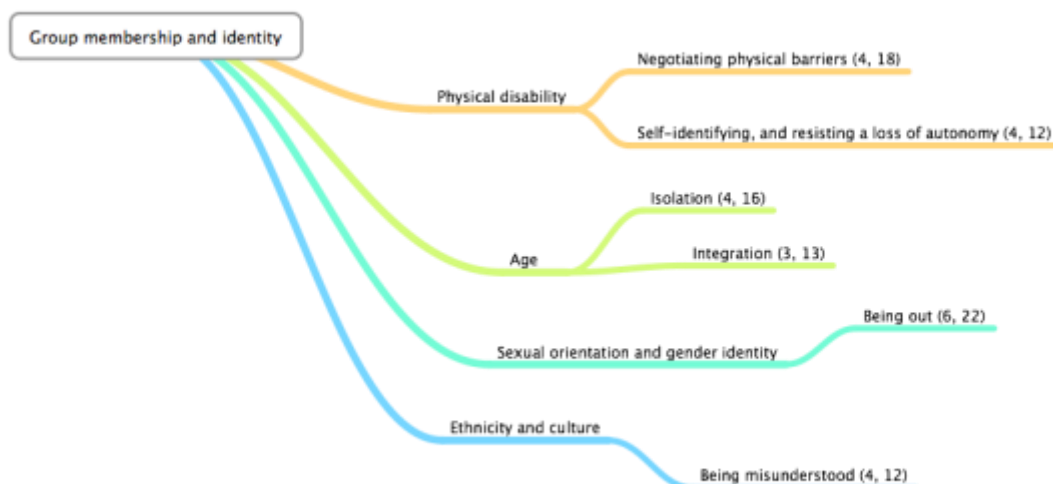 Group membership and identity
Negotiating physical barriers (4, 18)
Physical disability
Self-identifying, and resisting a loss of autonomy (4, 12)
Isolation (4, 16)
Integration (3, 13)
Age
Being out (6, 22)
Sexual orientation and gender identity
Ethnicity and culture
Being misunderstood (4, 12)